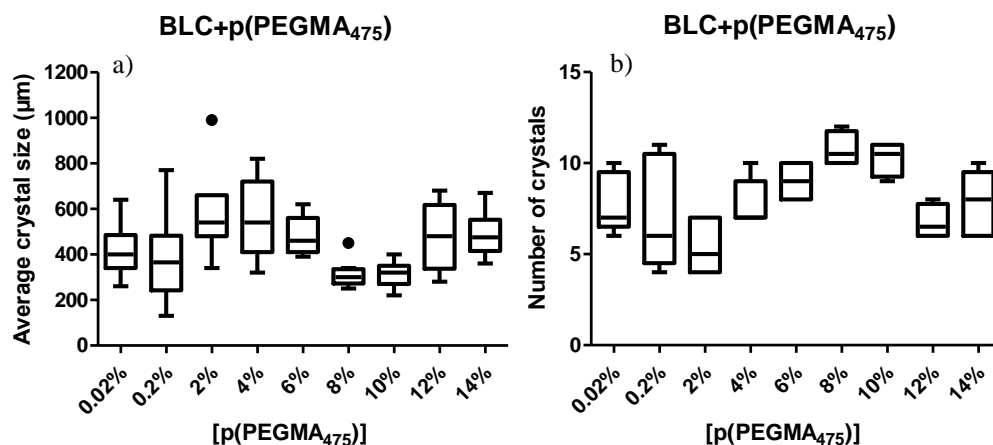 BLC+p(PEGMA₄₇₅)
a)
Average crystal size (µm)
1200
1000
800
600
400
200
0
0.02% 0.2% 2% 4% 6% 8% 10% 12% 14%
[p(PEGMA₄₇₅)]
BLC+p(PEGMA₄₇₅)
b)
Number of crystals
15
10
5
0
0.02% 0.2% 2% 4% 6% 8% 10% 12% 14%
[p(PEGMA₄₇₅)]